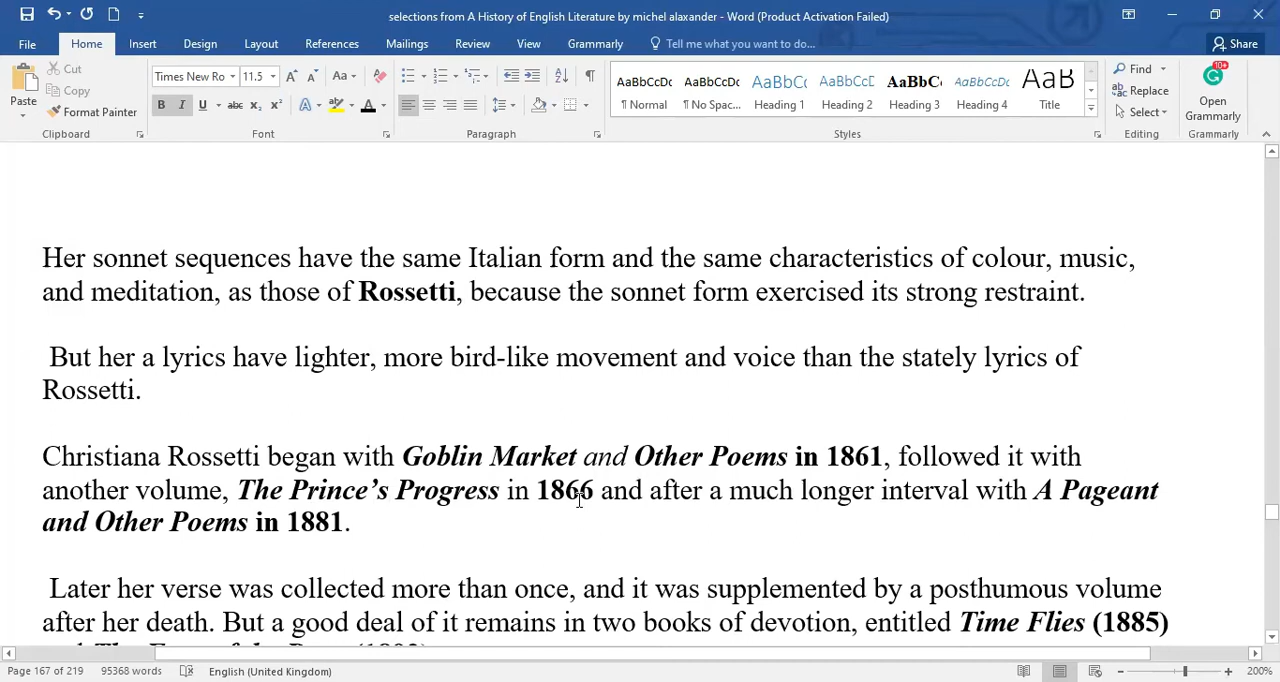 selections from A History of English Literature by michel alaxander - Word (Product Activation Failed)
File Home Insert Design Layout References Mailings Review View Grammarly Tell me what you want to do... Share
Cut
Copy
Format Painter
Paste
Clipboard
Times New Ro 11.5
Font
Paragraph
AaBbCcDc AaBbCcDc AaBbC AaBbCcE AaBbC AaBbCcD AaB
¶ Normal ¶ No Spac... Heading 1 Heading 2 Heading 3 Heading 4 Title
Styles
Find
Replace
Select
Editing
10+
Open
Grammarly
Grammarly
Her sonnet sequences have the same Italian form and the same characteristics of colour, music,
and meditation, as those of Rossetti, because the sonnet form exercised its strong restraint.
But her a lyrics have lighter, more bird-like movement and voice than the stately lyrics of
Rossetti.
Christiana Rossetti began with Goblin Market and Other Poems in 1861, followed it with
another volume, The Prince’s Progress in 1866 and after a much longer interval with A Pageant
and Other Poems in 1881.
Later her verse was collected more than once, and it was supplemented by a posthumous volume
after her death. But a good deal of it remains in two books of devotion, entitled Time Flies (1885)
Page 167 of 219 95368 words English (United Kingdom) 200%